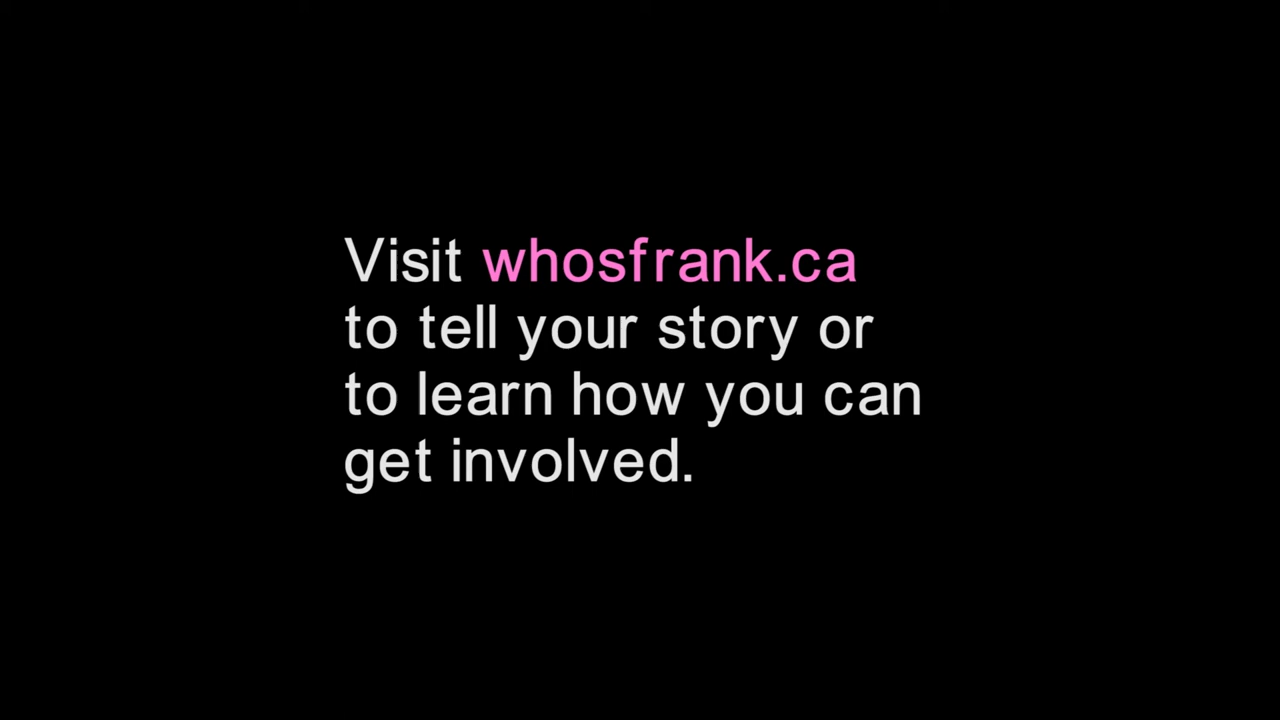 Visit whosfrank.ca
to tell your story or
to learn how you can
get involved.